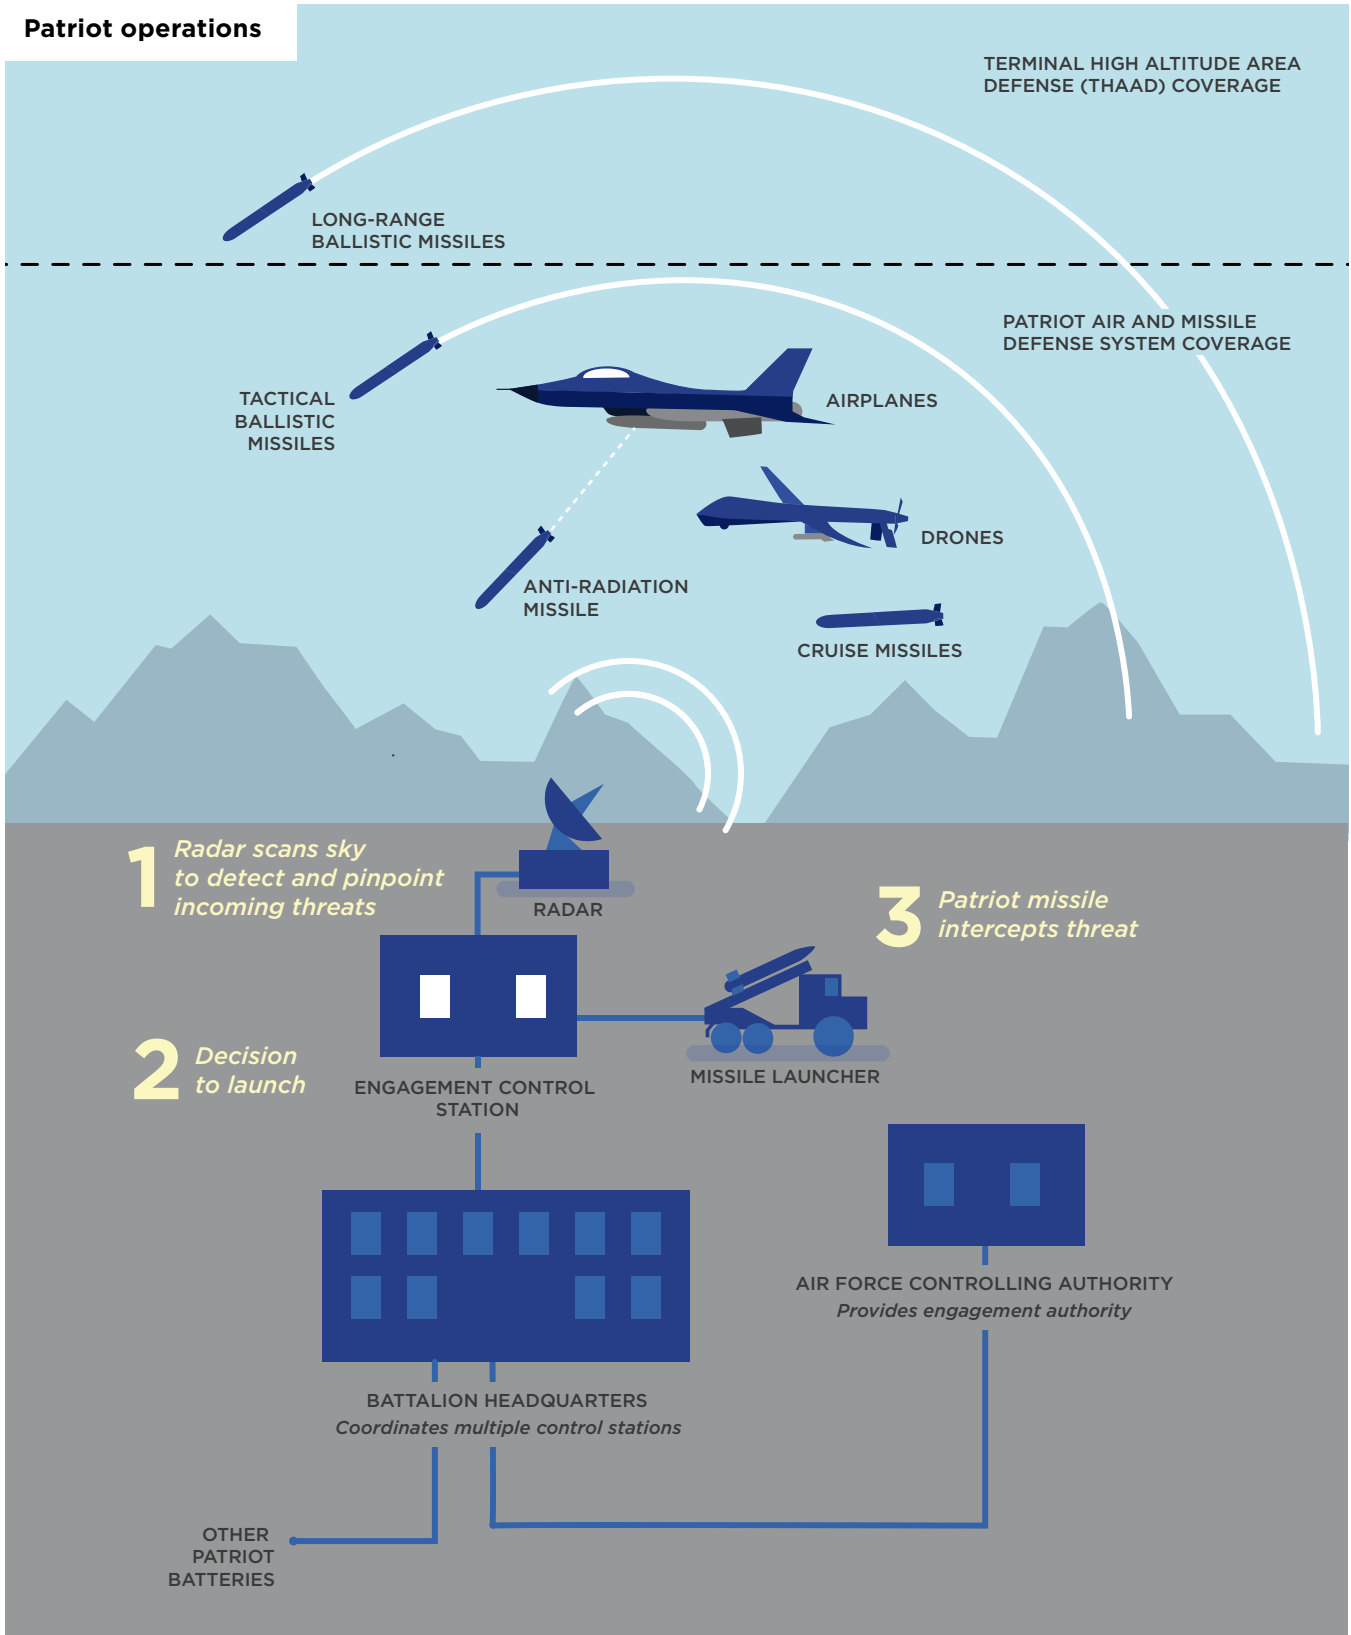 Patriot operations
TERMINAL HIGH ALTITUDE AREA
DEFENSE (THAAD) COVERAGE
LONG-RANGE
BALLISTIC MISSILES
PATRIOT AIR AND MISSILE
DEFENSE SYSTEM COVERAGE
TACTICAL
BALLISTIC
MISSILES
AIRPLANES
DRONES
ANTI-RADIATION
MISSILE
CRUISE MISSILES
1
Radar scans sky
to detect and pinpoint
incoming threats
RADAR
3
Patriot missile
intercepts threat
2
Decision
to launch
ENGAGEMENT CONTROL
STATION
MISSILE LAUNCHER
AIR FORCE CONTROLLING AUTHORITY
Provides engagement authority
BATTALION HEADQUARTERS
Coordinates multiple control stations
OTHER
PATRIOT
BATTERIES